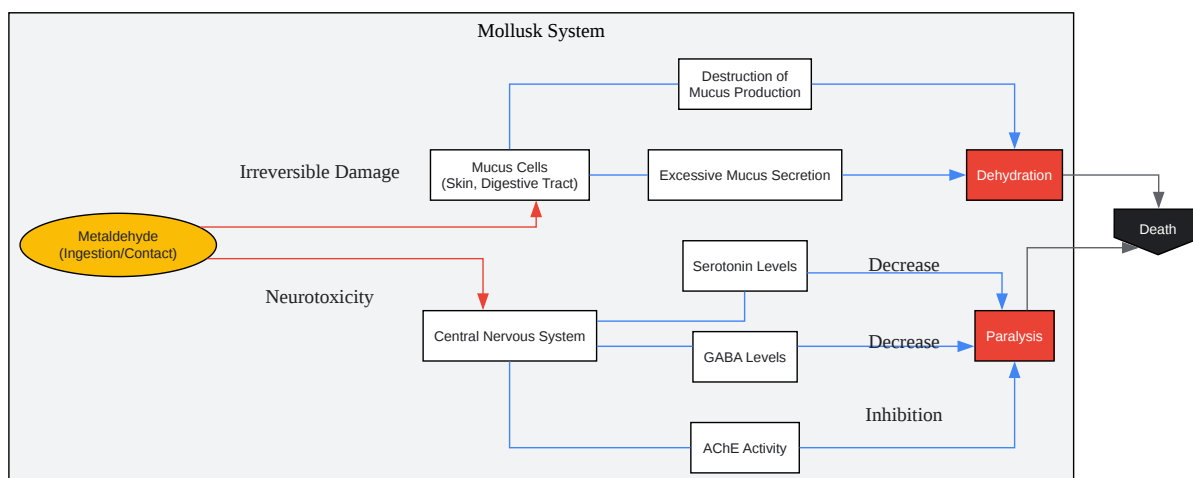 Mollusk System
Destruction of
Mucus Production
Irreversible Damage
Mucus Cells
(Skin, Digestive Tract)
Excessive Mucus Secretion
Dehydration
Metaldehyde
(Ingestion/Contact)
Death
Serotonin Levels
Decrease
Neurotoxicity
Central Nervous System
GABA Levels
Decrease
Paralysis
Inhibition
AChE Activity